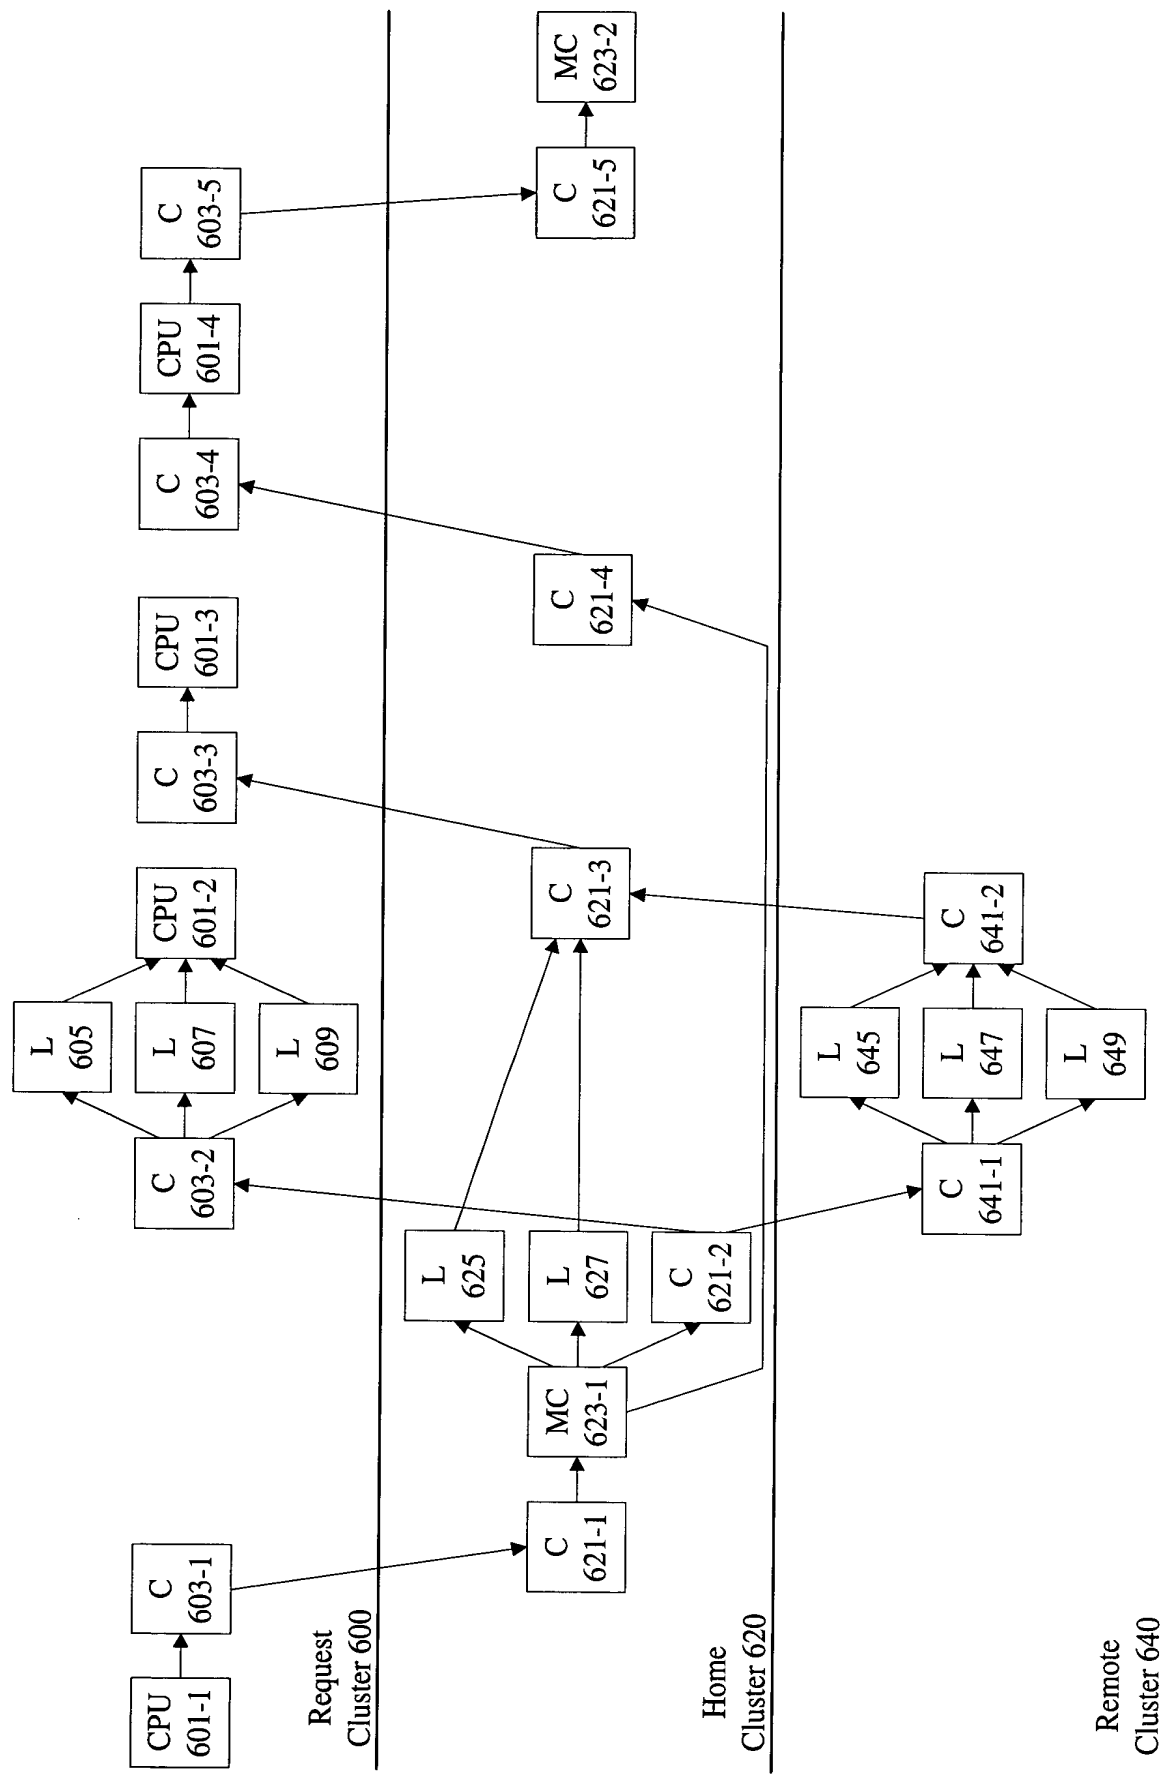 CPU
601-1
C
603-1
C
603-2
L
605
L
607
L
609
CPU
601-2
C
603-3
CPU
601-3
C
603-4
CPU
601-4
C
603-5
Request
Cluster 600
C
621-1
MC
623-1
L
625
L
627
C
621-2
C
621-3
C
621-4
C
621-5
MC
623-2
Home
Cluster 620
C
641-1
L
645
L
647
L
649
C
641-2
Remote
Cluster 640